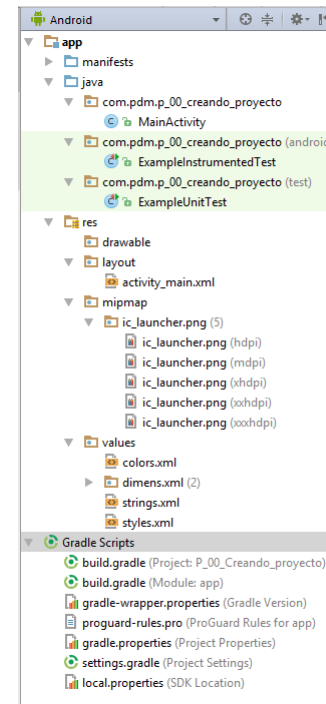 Android
app
manifests
java
com.pdm.p_00_creando_proyecto
MainActivity
com.pdm.p_00_creando_proyecto (android
ExampleInstrumentedTest
com.pdm.p_00_creando_proyecto (test)
ExampleUnitTest
res
drawable
layout
activity_main.xml
mipmap
ic_launcher.png (5)
ic_launcher.png (hdpi)
ic_launcher.png (mdpi)
ic_launcher.png (xhdpi)
ic_launcher.png (xxhdpi)
ic_launcher.png (xxxhdpi)
values
colors.xml
dimens.xml (2)
strings.xml
styles.xml
Gradle Scripts
build.gradle (Project: P_00_Creando_proyecto)
build.gradle (Module: app)
gradle-wrapper.properties (Gradle Version)
proguard-rules.pro (ProGuard Rules for app)
gradle.properties (Project Properties)
settings.gradle (Project Settings)
local.properties (SDK Location)